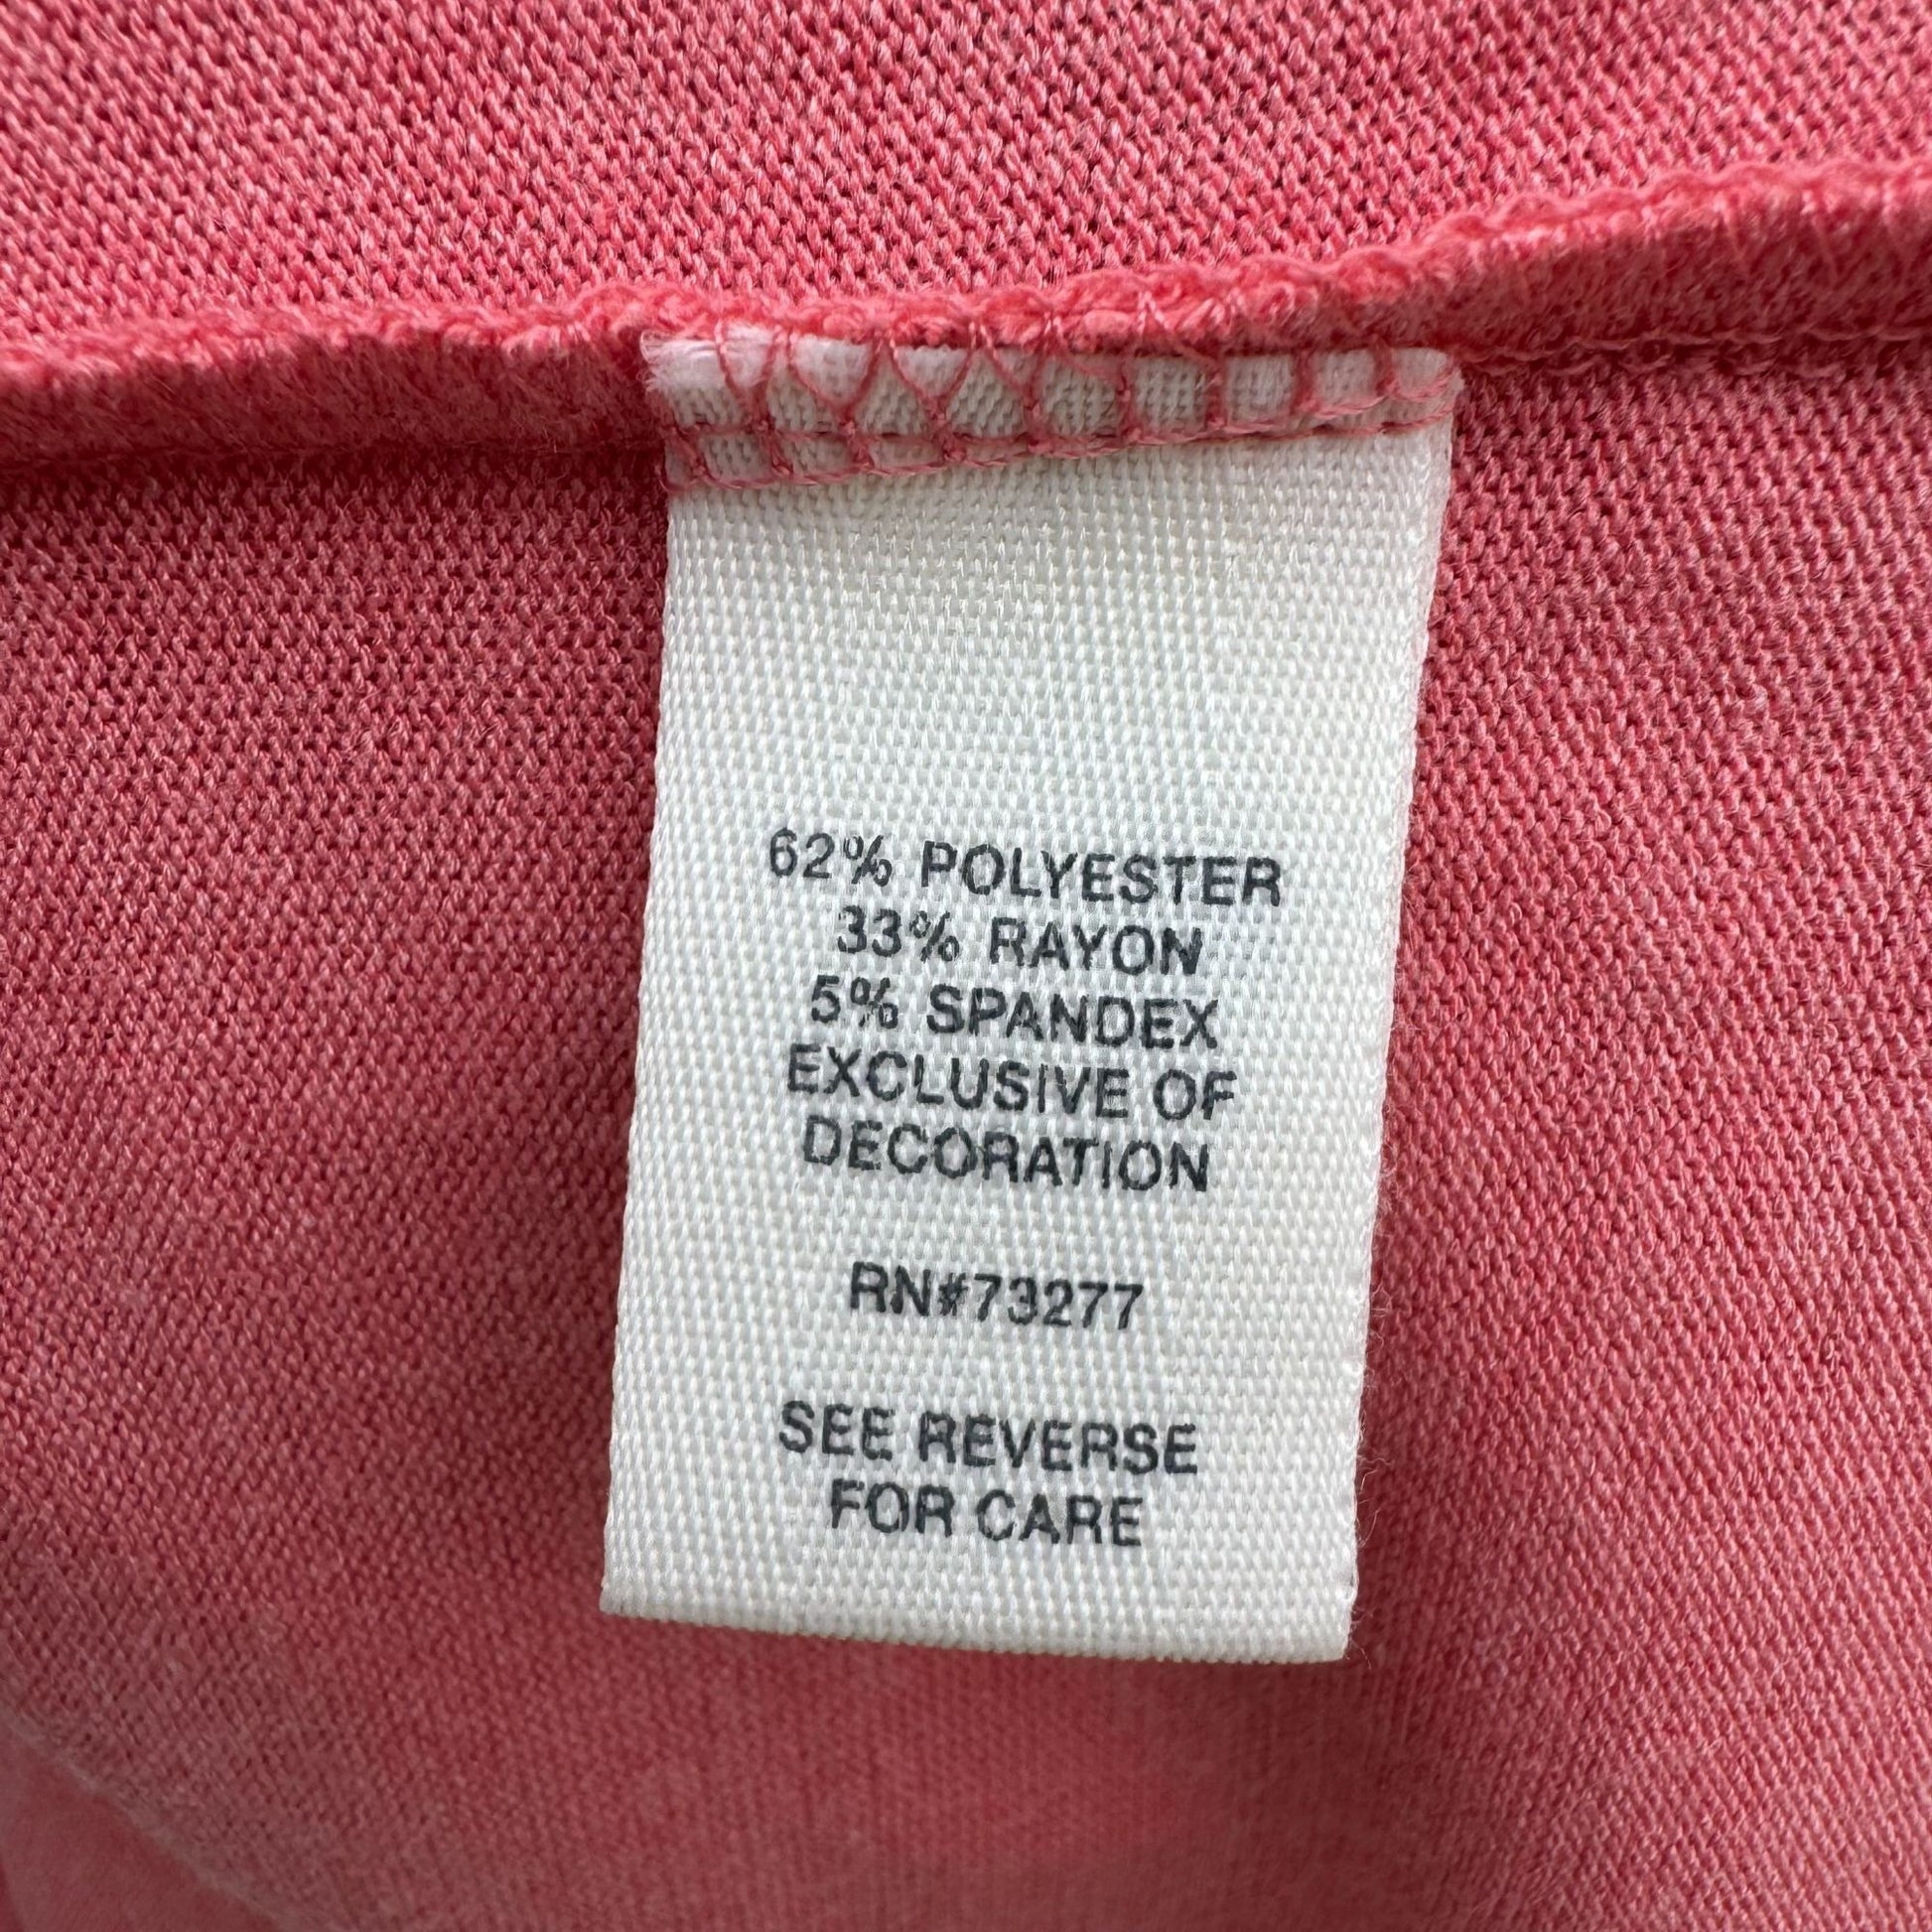 62% POLYESTER
33% RAYON
5% SPANDEX
EXCLUSIVE OF
DECORATION
RN#73277
SEE REVERSE
FOR CARE